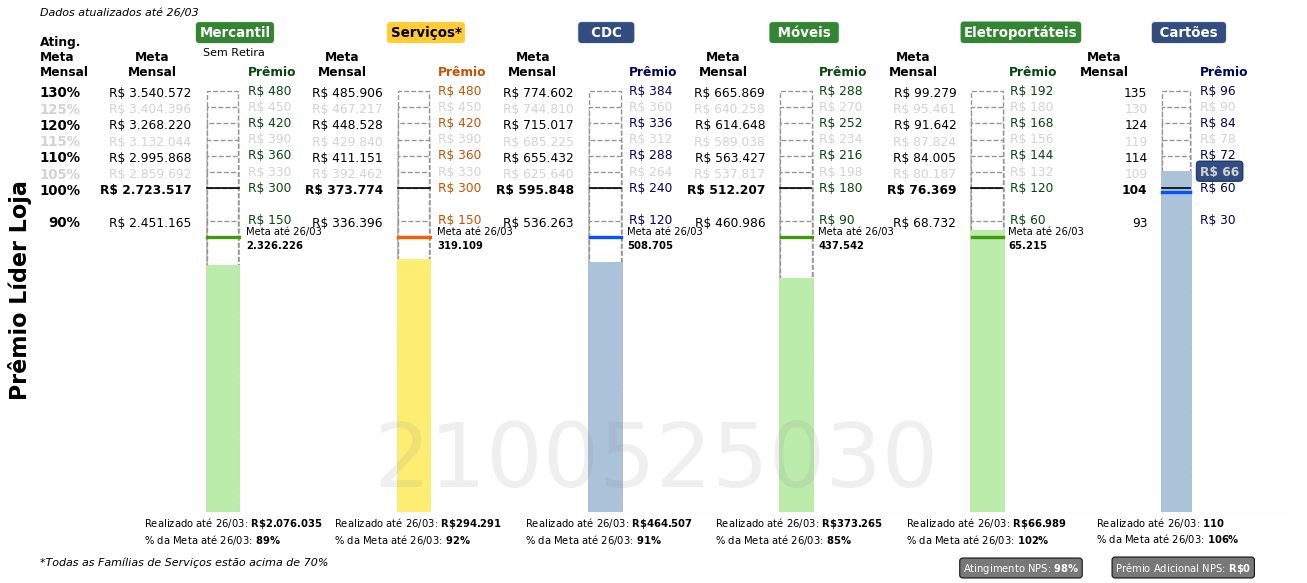 Dados atualizados até 26/03
Mercantil Serviços* CDC Móveis Eletroportáteis Cartões
Sem Retira
Ating. Meta Mensal Meta Mensal Prêmio Meta Mensal Prêmio Meta Mensal Prêmio Meta Mensal Prêmio Meta Mensal Prêmio Meta Mensal Prêmio
130% R$ 3.540.572 R$ 480 R$ 485.906 R$ 480 R$ 774.602 R$ 384 R$ 665.869 R$ 288 R$ 99.279 R$ 192 135 R$ 96
125% R$ 3.404.396 R$ 450 R$ 467.217 R$ 450 R$ 744.810 R$ 360 R$ 640.258 R$ 270 R$ 95.461 R$ 180 130 R$ 90
120% R$ 3.268.220 R$ 420 R$ 448.528 R$ 420 R$ 715.017 R$ 336 R$ 614.648 R$ 252 R$ 91.642 R$ 168 124 R$ 84
115% R$ 3.132.044 R$ 390 R$ 429.840 R$ 390 R$ 685.225 R$ 312 R$ 589.038 R$ 234 R$ 87.824 R$ 156 119 R$ 78
110% R$ 2.995.868 R$ 360 R$ 411.151 R$ 360 R$ 655.432 R$ 288 R$ 563.427 R$ 216 R$ 84.005 R$ 144 114 R$ 72
105% R$ 2.859.692 R$ 330 R$ 392.462 R$ 330 R$ 625.640 R$ 264 R$ 537.817 R$ 198 R$ 80.187 R$ 132 109 R$ 66
100% R$ 2.723.517 R$ 300 R$ 373.774 R$ 300 R$ 595.848 R$ 240 R$ 512.207 R$ 180 R$ 76.369 R$ 120 104 R$ 60
90% R$ 2.451.165 R$ 150 R$ 336.396 R$ 150 R$ 536.263 R$ 120 R$ 460.986 R$ 90 R$ 68.732 R$ 60 93 R$ 30
Meta até 26/03 Meta até 26/03 Meta até 26/03 Meta até 26/03 Meta até 26/03
2.326.226 319.109 508.705 437.542 65.215
Prêmio Líder Loja
2100525030
Realizado até 26/03: R$2.076.035 Realizado até 26/03: R$294.291 Realizado até 26/03: R$464.507 Realizado até 26/03: R$373.265 Realizado até 26/03: R$66.989 Realizado até 26/03: 110
% da Meta até 26/03: 89% % da Meta até 26/03: 92% % da Meta até 26/03: 91% % da Meta até 26/03: 85% % da Meta até 26/03: 102% % da Meta até 26/03: 106%
*Todas as Famílias de Serviços estão acima de 70%
Atingimento NPS: 98% Prêmio Adicional NPS: R$0